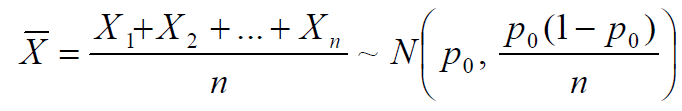 X̅ = (X₁+X₂ + ... + Xₙ) / n ~ N( p₀ , p₀(1− p₀) / n )